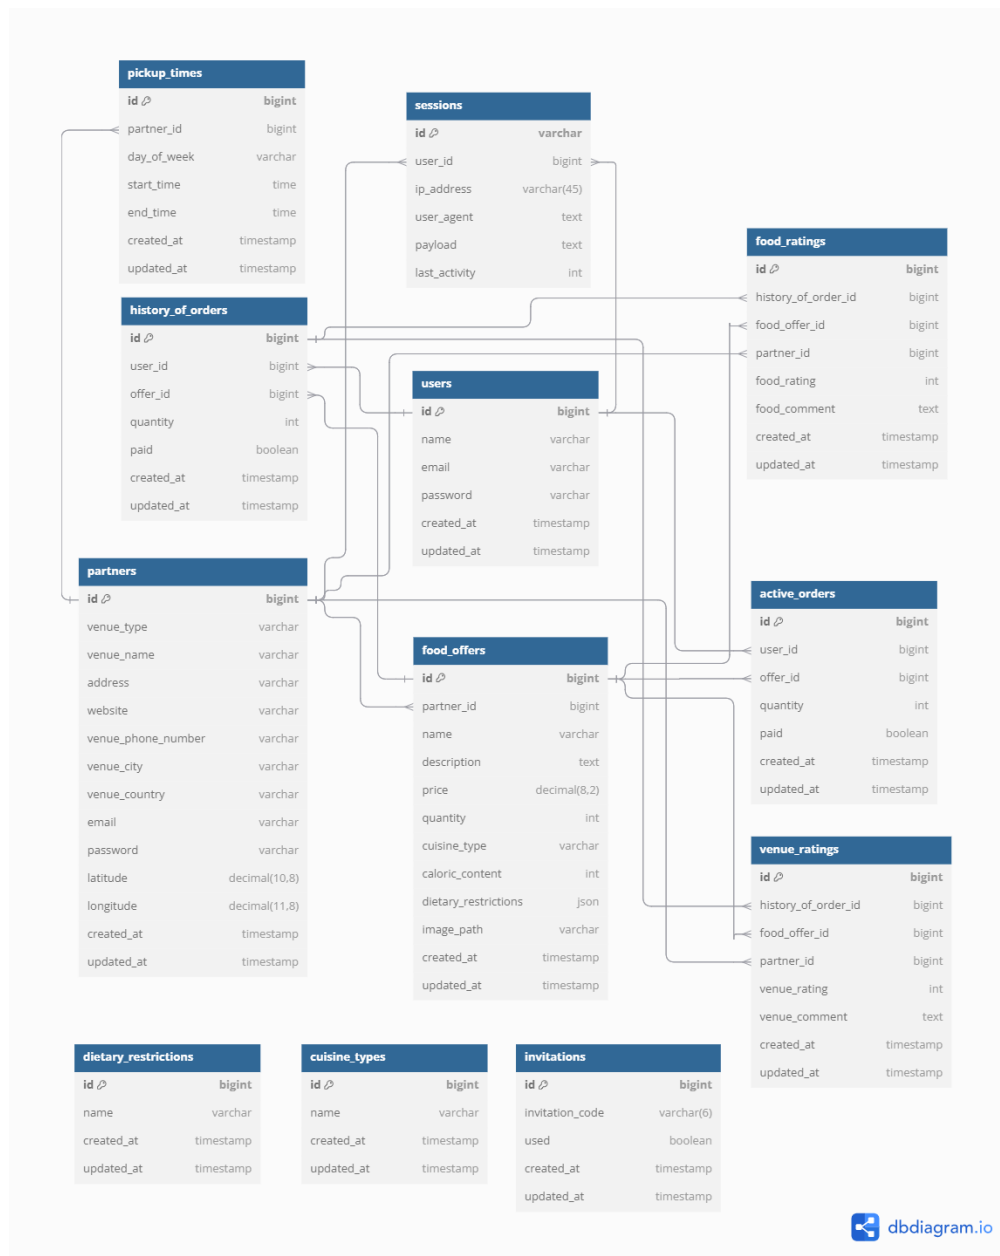 pickup_times
id bigint
partner_id bigint
day_of_week varchar
start_time time
end_time time
created_at timestamp
updated_at timestamp
sessions
id varchar
user_id bigint
ip_address varchar(45)
user_agent text
payload text
last_activity int
food_ratings
id bigint
history_of_order_id bigint
food_offer_id bigint
partner_id bigint
food_rating int
food_comment text
created_at timestamp
updated_at timestamp
history_of_orders
id bigint
user_id bigint
offer_id bigint
quantity int
paid boolean
created_at timestamp
updated_at timestamp
users
id bigint
name varchar
email varchar
password varchar
created_at timestamp
updated_at timestamp
partners
id bigint
venue_type varchar
venue_name varchar
address varchar
website varchar
venue_phone_number varchar
venue_city varchar
venue_country varchar
email varchar
password varchar
latitude decimal(10,8)
longitude decimal(11,8)
created_at timestamp
updated_at timestamp
food_offers
id bigint
partner_id bigint
name varchar
description text
price decimal(8,2)
quantity int
cuisine_type varchar
caloric_content int
dietary_restrictions json
image_path varchar
created_at timestamp
updated_at timestamp
active_orders
id bigint
user_id bigint
offer_id bigint
quantity int
paid boolean
created_at timestamp
updated_at timestamp
venue_ratings
id bigint
history_of_order_id bigint
food_offer_id bigint
partner_id bigint
venue_rating int
venue_comment text
created_at timestamp
updated_at timestamp
dietary_restrictions
id bigint
name varchar
created_at timestamp
updated_at timestamp
cuisine_types
id bigint
name varchar
created_at timestamp
updated_at timestamp
invitations
id bigint
invitation_code varchar(6)
used boolean
created_at timestamp
updated_at timestamp
dbdiagram.io